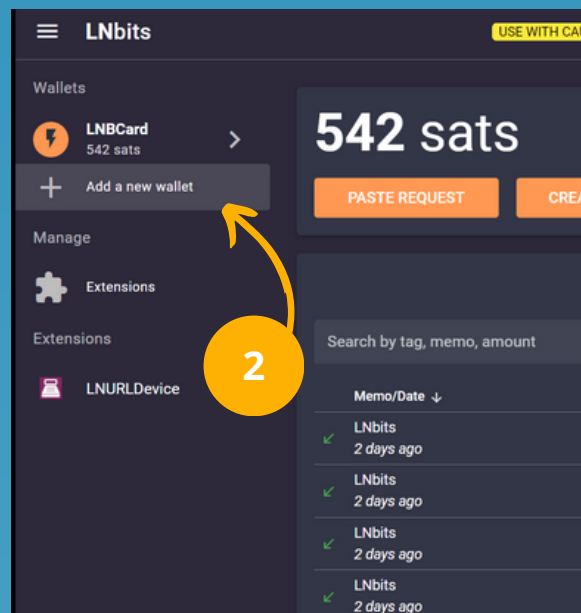 LNbits
USE WITH
Wallets
LNBCard
542 sats
Add a new wallet
Manage
Extensions
Extensions
LNURLDevice
2
542 sats
PASTE REQUEST
Search by tag, memo, amount
Memo/Date ↓
LNbits
2 days ago
LNbits
2 days ago
LNbits
2 days ago
LNbits
2 days ago